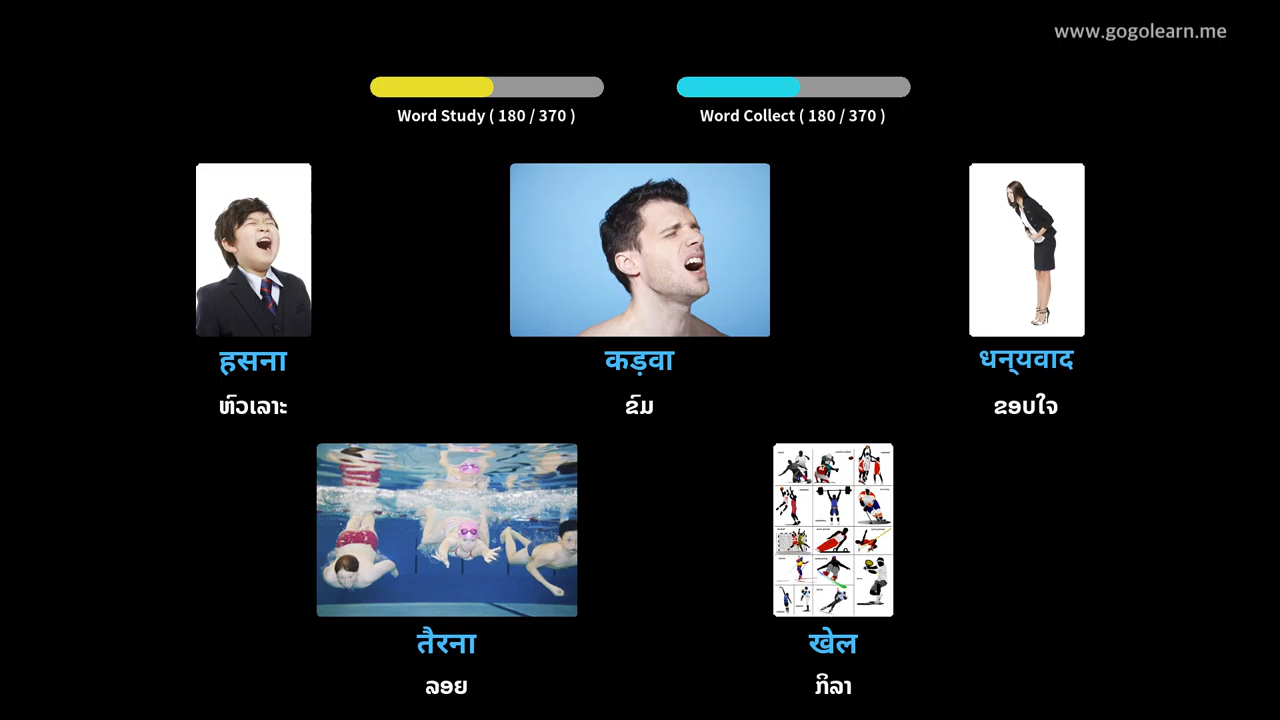 www.gogolearn.me
Word Study ( 180 / 370 )
Word Collect ( 180 / 370 )
हसना
कड़वा
धन्यवाद
ຫົວເລາະ
ຂົມ
ຂອບໃຈ
तैरना
खेल
ລອຍ
ກິລາ